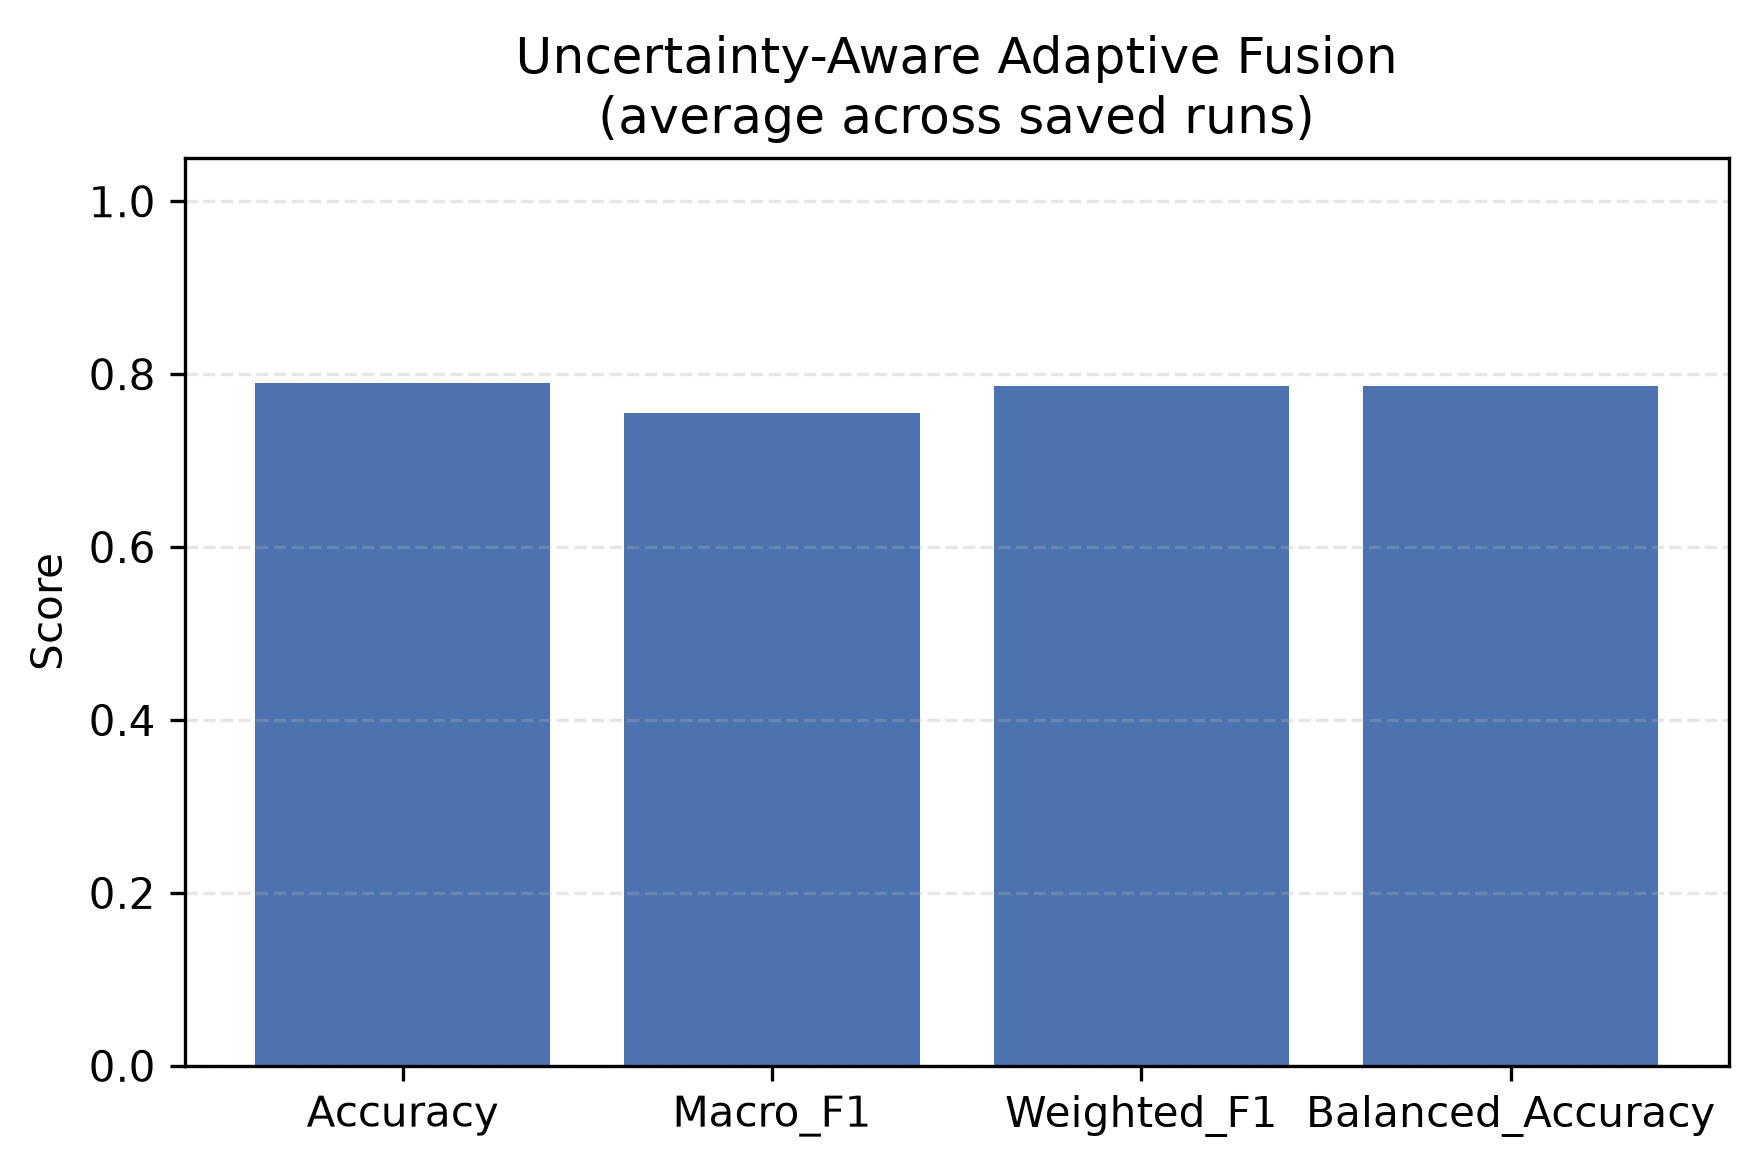 Uncertainty-Aware Adaptive Fusion
(average across saved runs)
1.0
0.8
0.6
0.4
0.2
0.0
Score
Accuracy
Macro_F1
Weighted_F1
Balanced_Accuracy